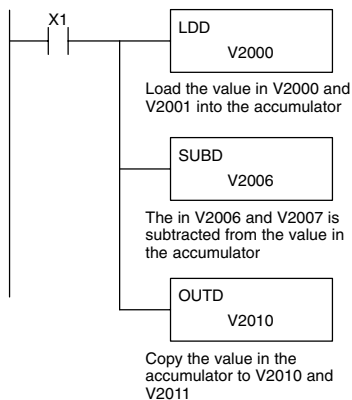 X1
LDD
V2000
Load the value in V2000 and
V2001 into the accumulator
SUBD
V2006
The in V2006 and V2007 is
subtracted from the value in
the accumulator
OUTD
V2010
Copy the value in the
accumulator to V2010 and
V2011